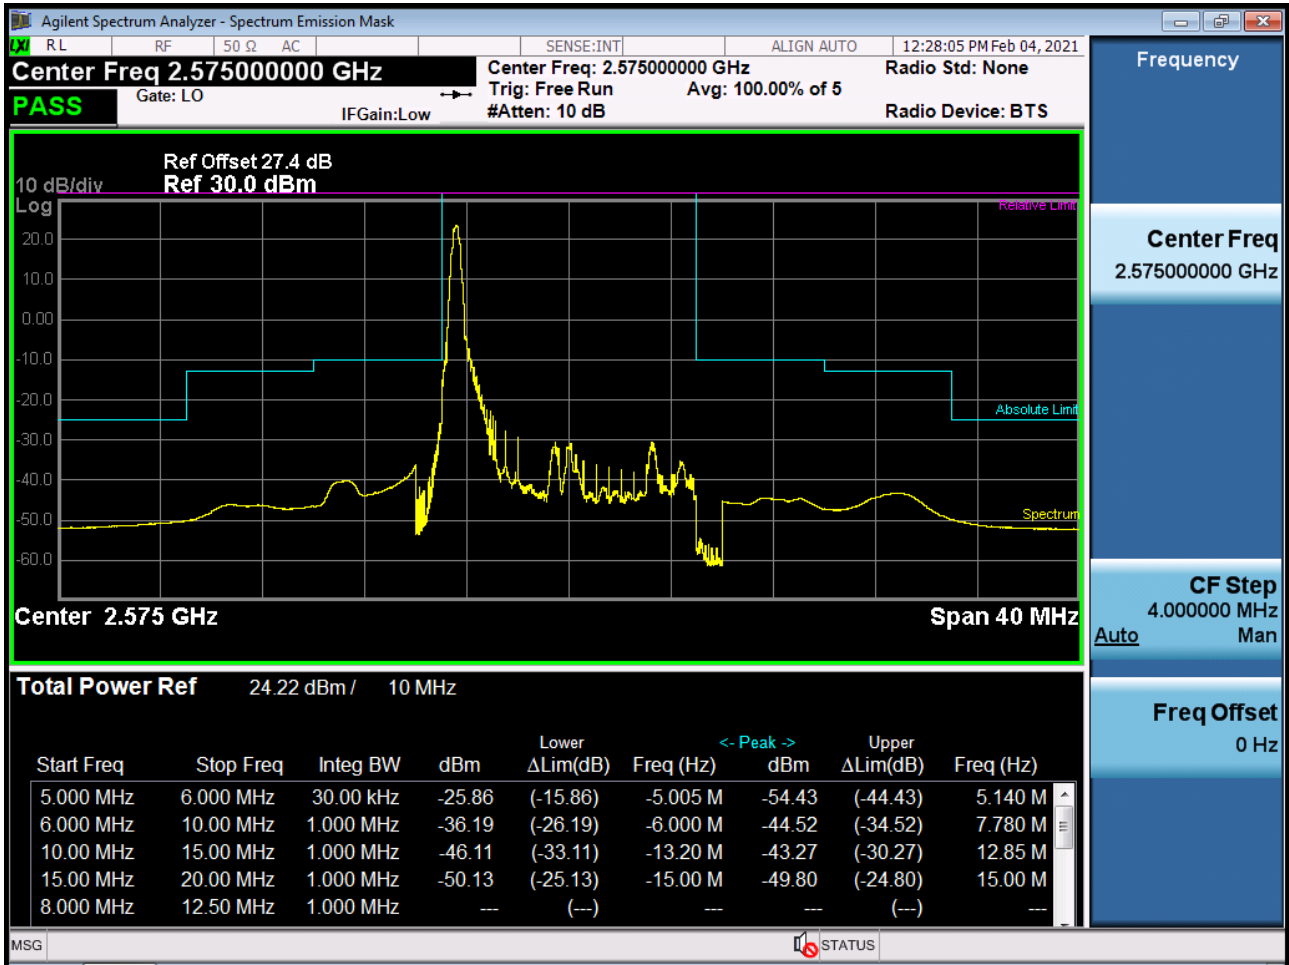 Agilent Spectrum Analyzer - Spectrum Emission Mask
LXI RL RF 50 Ω AC SENSE:INT ALIGN AUTO 12:28:05 PM Feb 04, 2021
Center Freq 2.575000000 GHz
Center Freq: 2.575000000 GHz
Radio Std: None
PASS
Gate: LO
IFGain:Low
Trig: Free Run
Avg: 100.00% of 5
#Atten: 10 dB
Radio Device: BTS
Ref Offset 27.4 dB
10 dB/div
Ref 30.0 dBm
Log
Relative Limit
20.0
10.0
0.00
-10.0
-20.0
Absolute Limit
-30.0
-40.0
-50.0
Spectrum
-60.0
Center 2.575 GHz
Span 40 MHz
Total Power Ref 24.22 dBm / 10 MHz
Lower <- Peak -> Upper
Start Freq Stop Freq Integ BW dBm ΔLim(dB) Freq (Hz) dBm ΔLim(dB) Freq (Hz)
5.000 MHz 6.000 MHz 30.00 kHz -25.86 (-15.86) -5.005 M -54.43 (-44.43) 5.140 M
6.000 MHz 10.00 MHz 1.000 MHz -36.19 (-26.19) -6.000 M -44.52 (-34.52) 7.780 M
10.00 MHz 15.00 MHz 1.000 MHz -46.11 (-33.11) -13.20 M -43.27 (-30.27) 12.85 M
15.00 MHz 20.00 MHz 1.000 MHz -50.13 (-25.13) -15.00 M -49.80 (-24.80) 15.00 M
8.000 MHz 12.50 MHz 1.000 MHz --- (---) --- --- (---) ---
MSG
STATUS
Frequency
Center Freq
2.575000000 GHz
CF Step
4.000000 MHz
Auto Man
Freq Offset
0 Hz